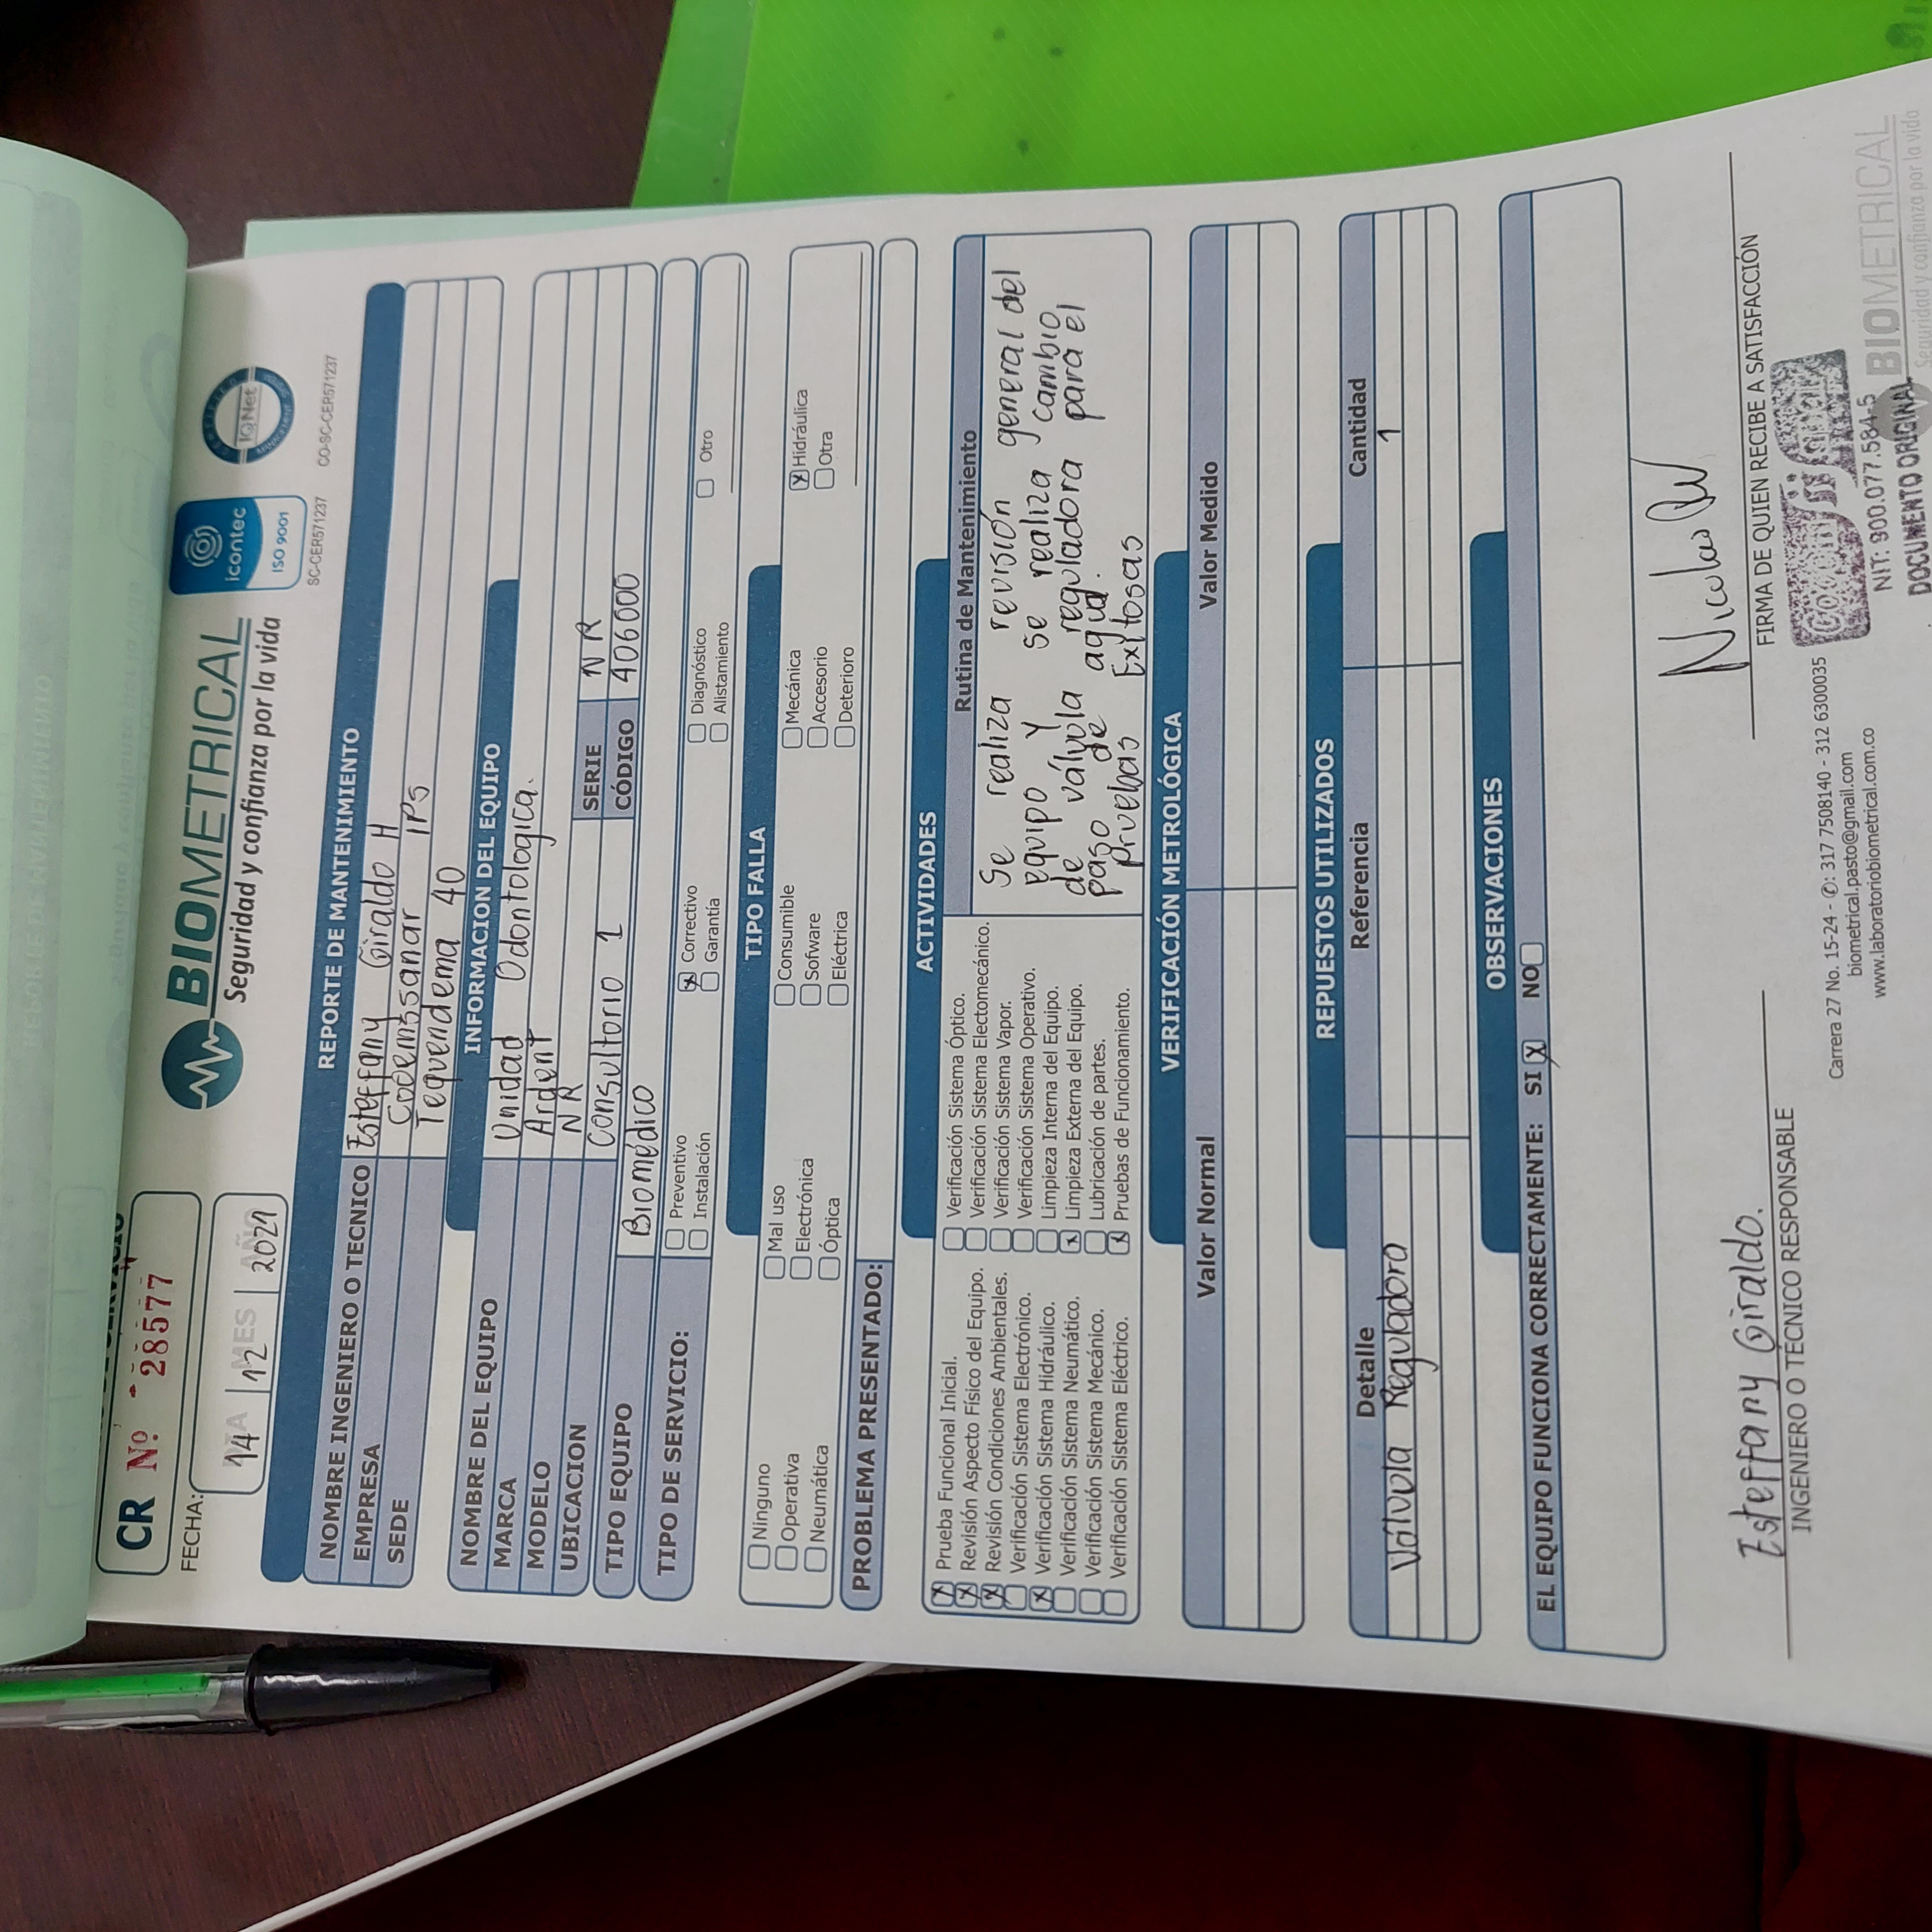 CR Nº 28577
FECHA:
DIA MES AÑO
14 12 2021
BIOMETRICAL
Seguridad y confianza por la vida
icontec
ISO 9001
SC-CER571237
IQNet
CO-SC-CER571237
REPORTE DE MANTENIMIENTO
NOMBRE INGENIERO O TECNICO Esteffany Giraldo H
EMPRESA Codemssanar IPS
SEDE Tequendema 40
INFORMACION DEL EQUIPO
NOMBRE DEL EQUIPO Unidad Odontologica.
MARCA Ardent
MODELO NR SERIE NR
UBICACION Consultorio 1 CÓDIGO 406000
TIPO EQUIPO Biomédico
TIPO DE SERVICIO:
Preventivo Correctivo Diagnóstico Otro
Instalación Garantía Alistamiento
TIPO FALLA
Ninguno Mal uso Consumible Mecánica Hidráulica
Operativa Electrónica Sofware Accesorio Otra
Neumática Óptica Eléctrica Deterioro
PROBLEMA PRESENTADO:
ACTIVIDADES
Prueba Funcional Inicial.
Revisión Aspecto Físico del Equipo.
Revisión Condiciones Ambientales.
Verificación Sistema Electrónico.
Verificación Sistema Hidráulico.
Verificación Sistema Neumático.
Verificación Sistema Mecánico.
Verificación Sistema Eléctrico.
Verificación Sistema Óptico.
Verificación Sistema Electomecánico.
Verificación Sistema Vapor.
Verificación Sistema Operativo.
Limpieza Interna del Equipo.
Limpieza Externa del Equipo.
Lubricación de partes.
Pruebas de Funcionamiento.
Rutina de Mantenimiento
Se realiza revisión general del
equipo y se realiza cambio
de válvula reguladora para el
paso de agua.
Pruebas Exitosas
VERIFICACIÓN METROLÓGICA
Valor Normal Valor Medido
REPUESTOS UTILIZADOS
Detalle Referencia Cantidad
Válvula Reguladora 1
OBSERVACIONES
EL EQUIPO FUNCIONA CORRECTAMENTE: SI X NO
Esteffany Giraldo.
INGENIERO O TÉCNICO RESPONSABLE
Nicolas
FIRMA DE QUIEN RECIBE A SATISFACCIÓN
Carrera 27 No. 15-24 - ✆: 317 7508140 - 312 6300035
biometrical.pasto@gmail.com
www.laboratoriobiometrical.com.co
NIT: 900.077.584-5
DOCUMENTO ORIGINAL
BIOMETRICAL
Seguridad y confianza por la vida